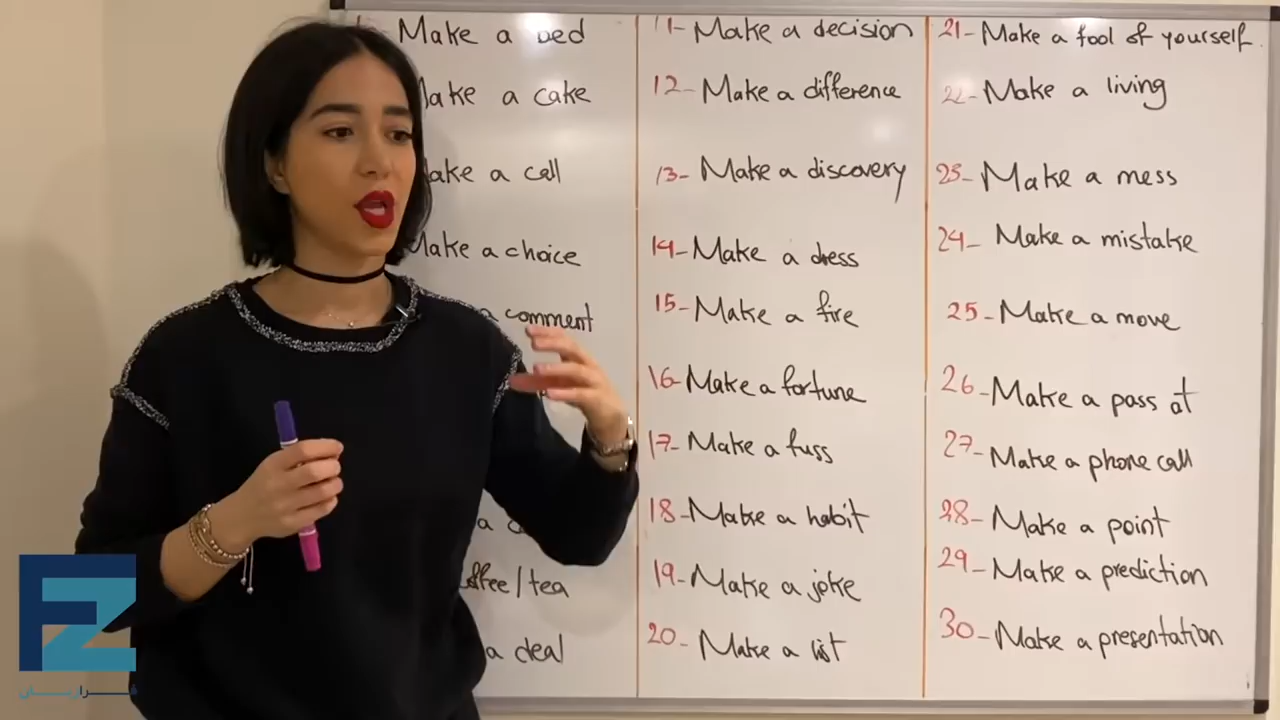 Make a bed
Make a cake
Make a call
Make a choice
a comment
coffee/tea
a deal
11- Make a decision
12- Make a difference
13- Make a discovery
14- Make a dress
15- Make a fire
16- Make a fortune
17- Make a fuss
18- Make a habit
19- Make a joke
20- Make a list
21- Make a fool of yourself.
22- Make a living
23- Make a mess
24- Make a mistake
25- Make a move
26- Make a pass at
27- Make a phone call
28- Make a point
29- Make a prediction
30- Make a presentation
FZ
فرازبان